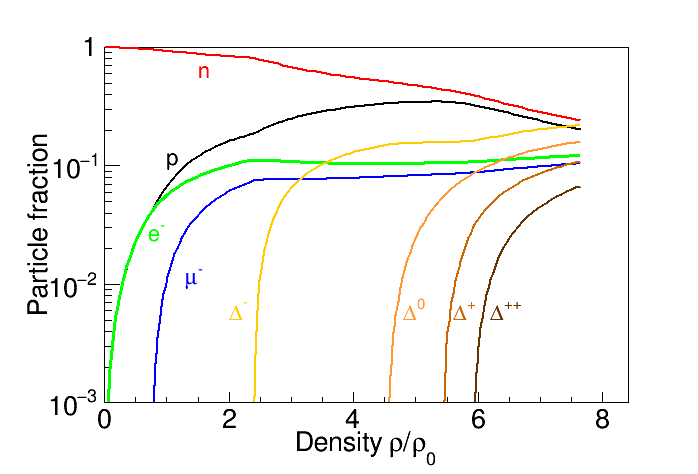 1
n
p
10⁻¹
e⁻
Particle fraction
μ⁻
10⁻²
Δ⁻
Δ⁰
Δ⁺
Δ⁺⁺
10⁻³
0
2
4
6
8
Density ρ/ρ₀